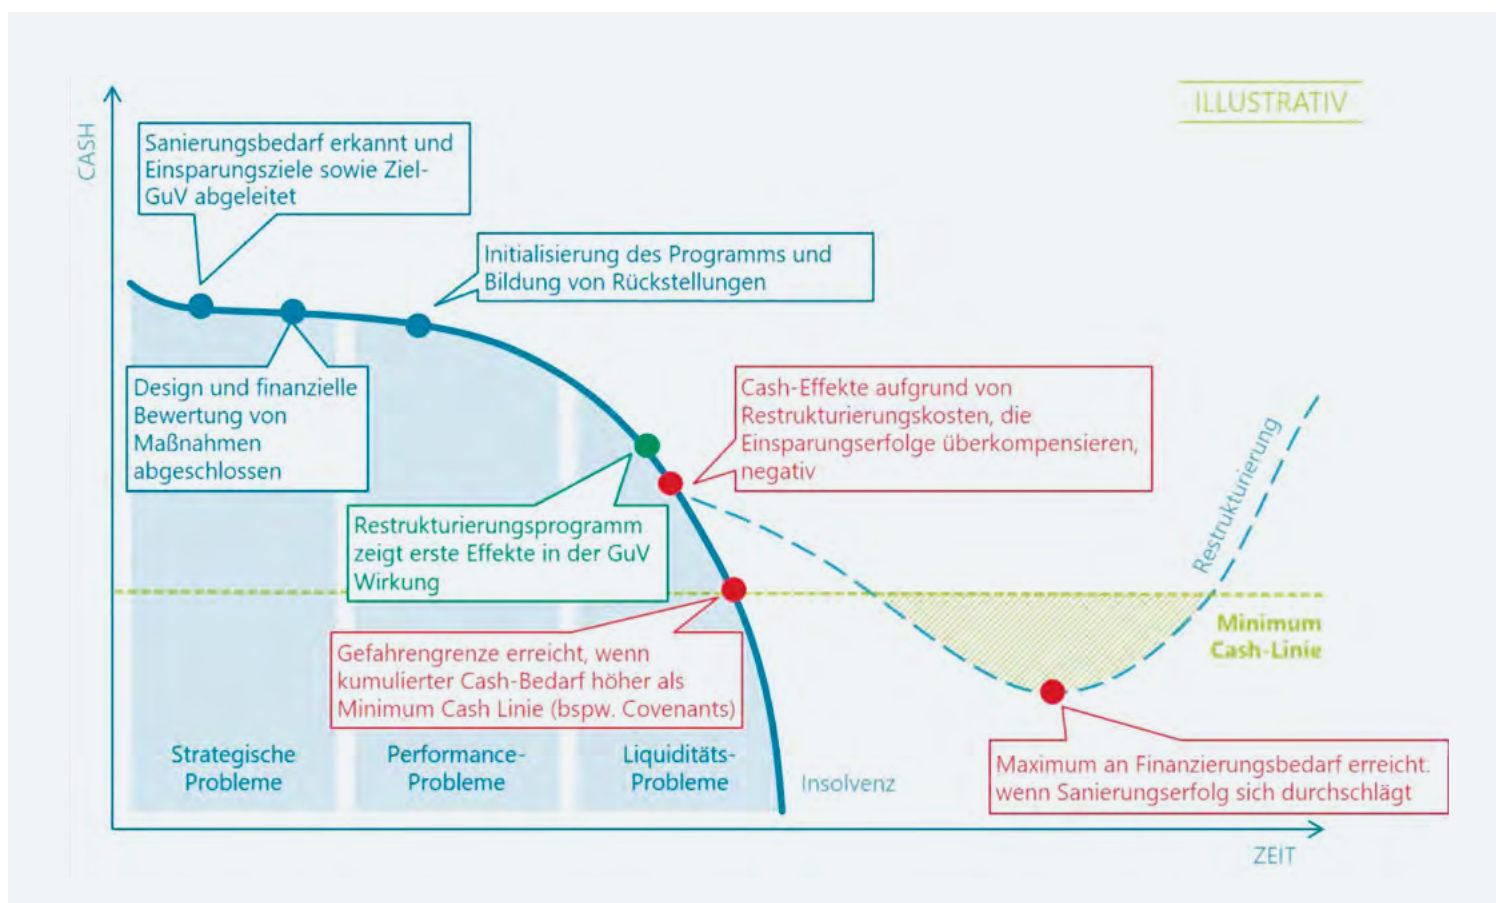 ILLUSTRATIV
CASH
Sanierungsbedarf erkannt und
Einsparungsziele sowie Ziel-
GuV abgeleitet
Initialisierung des Programms und
Bildung von Rückstellungen
Design und finanzielle
Bewertung von
Maßnahmen
abgeschlossen
Cash-Effekte aufgrund von
Restrukturierungskosten, die
Einsparungserfolge überkompensieren,
negativ
Restrukturierung
Restrukturierungsprogramm
zeigt erste Effekte in der GuV
Wirkung
Minimum
Cash-Linie
Gefahrengrenze erreicht, wenn
kumulierter Cash-Bedarf höher als
Minimum Cash Linie (bspw. Covenants)
Strategische
Probleme
Performance-
Probleme
Liquiditäts-
Probleme
Insolvenz
Maximum an Finanzierungsbedarf erreicht.
wenn Sanierungserfolg sich durchschlägt
ZEIT